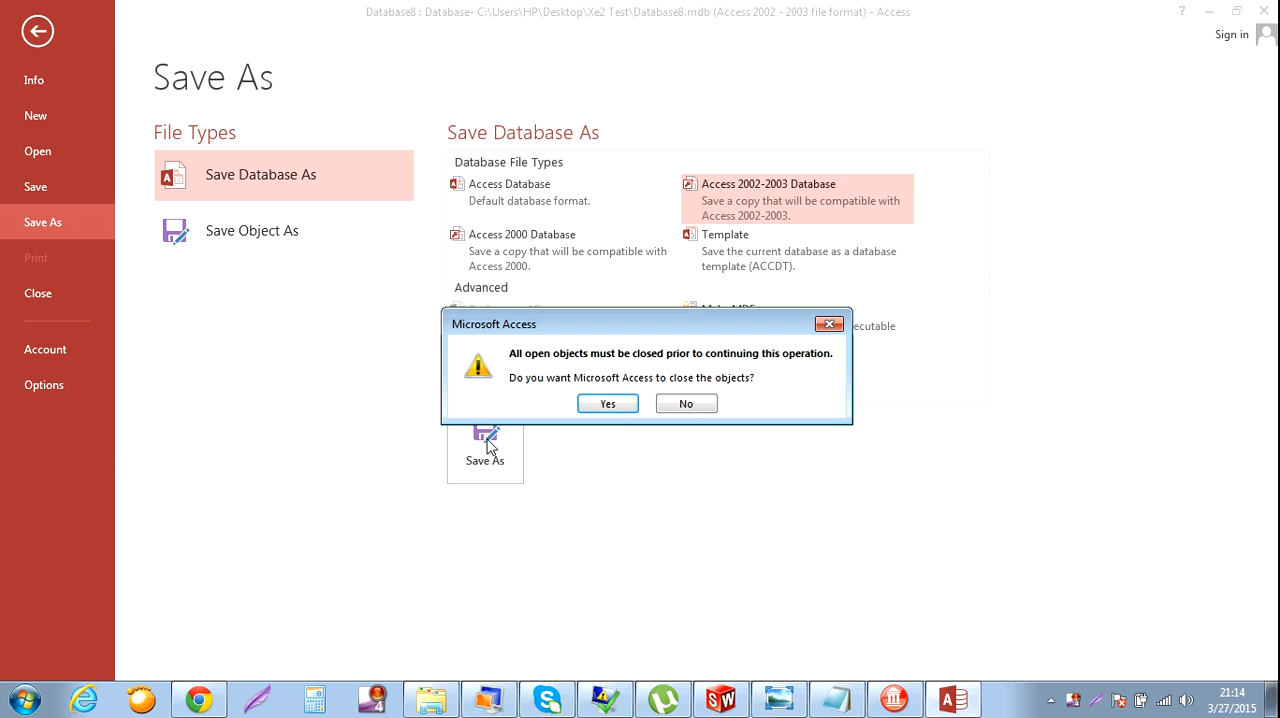 Database8 : Database- C:\Users\HP\Desktop\Xe2 Test\Database8.mdb (Access 2002 - 2003 file format) - Access
?
Sign in
Info
New
Open
Save
Save As
Print
Close
Account
Options
Save As
File Types
Save Database As
Save Object As
Save Database As
Database File Types
Access Database
Default database format.
Access 2002-2003 Database
Save a copy that will be compatible with
Access 2002-2003.
Access 2000 Database
Save a copy that will be compatible with
Access 2000.
Template
Save the current database as a database
template (ACCDT).
Advanced
ecutable
Microsoft Access
All open objects must be closed prior to continuing this operation.
Do you want Microsoft Access to close the objects?
Yes
No
Save As
21:14
3/27/2015